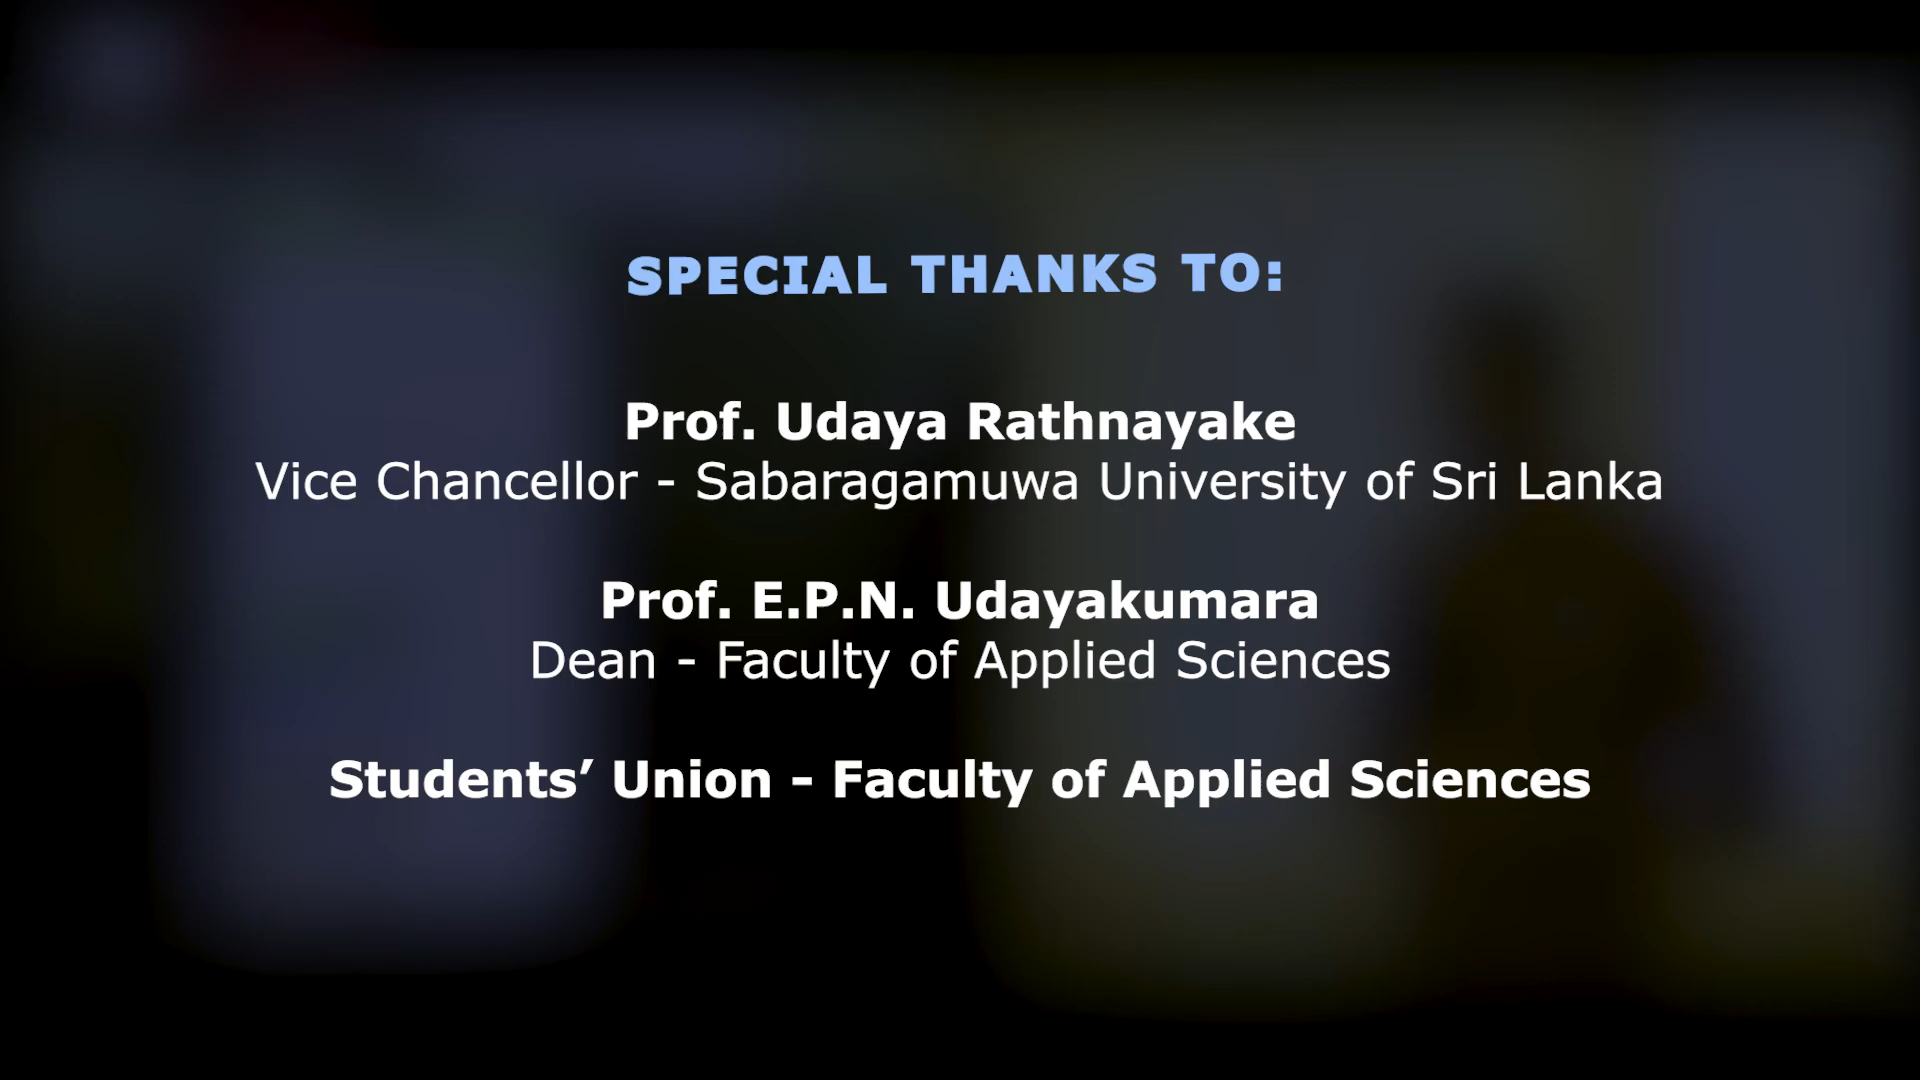 SPECIAL THANKS TO:
Prof. Udaya Rathnayake
Vice Chancellor - Sabaragamuwa University of Sri Lanka
Prof. E.P.N. Udayakumara
Dean - Faculty of Applied Sciences
Students’ Union - Faculty of Applied Sciences